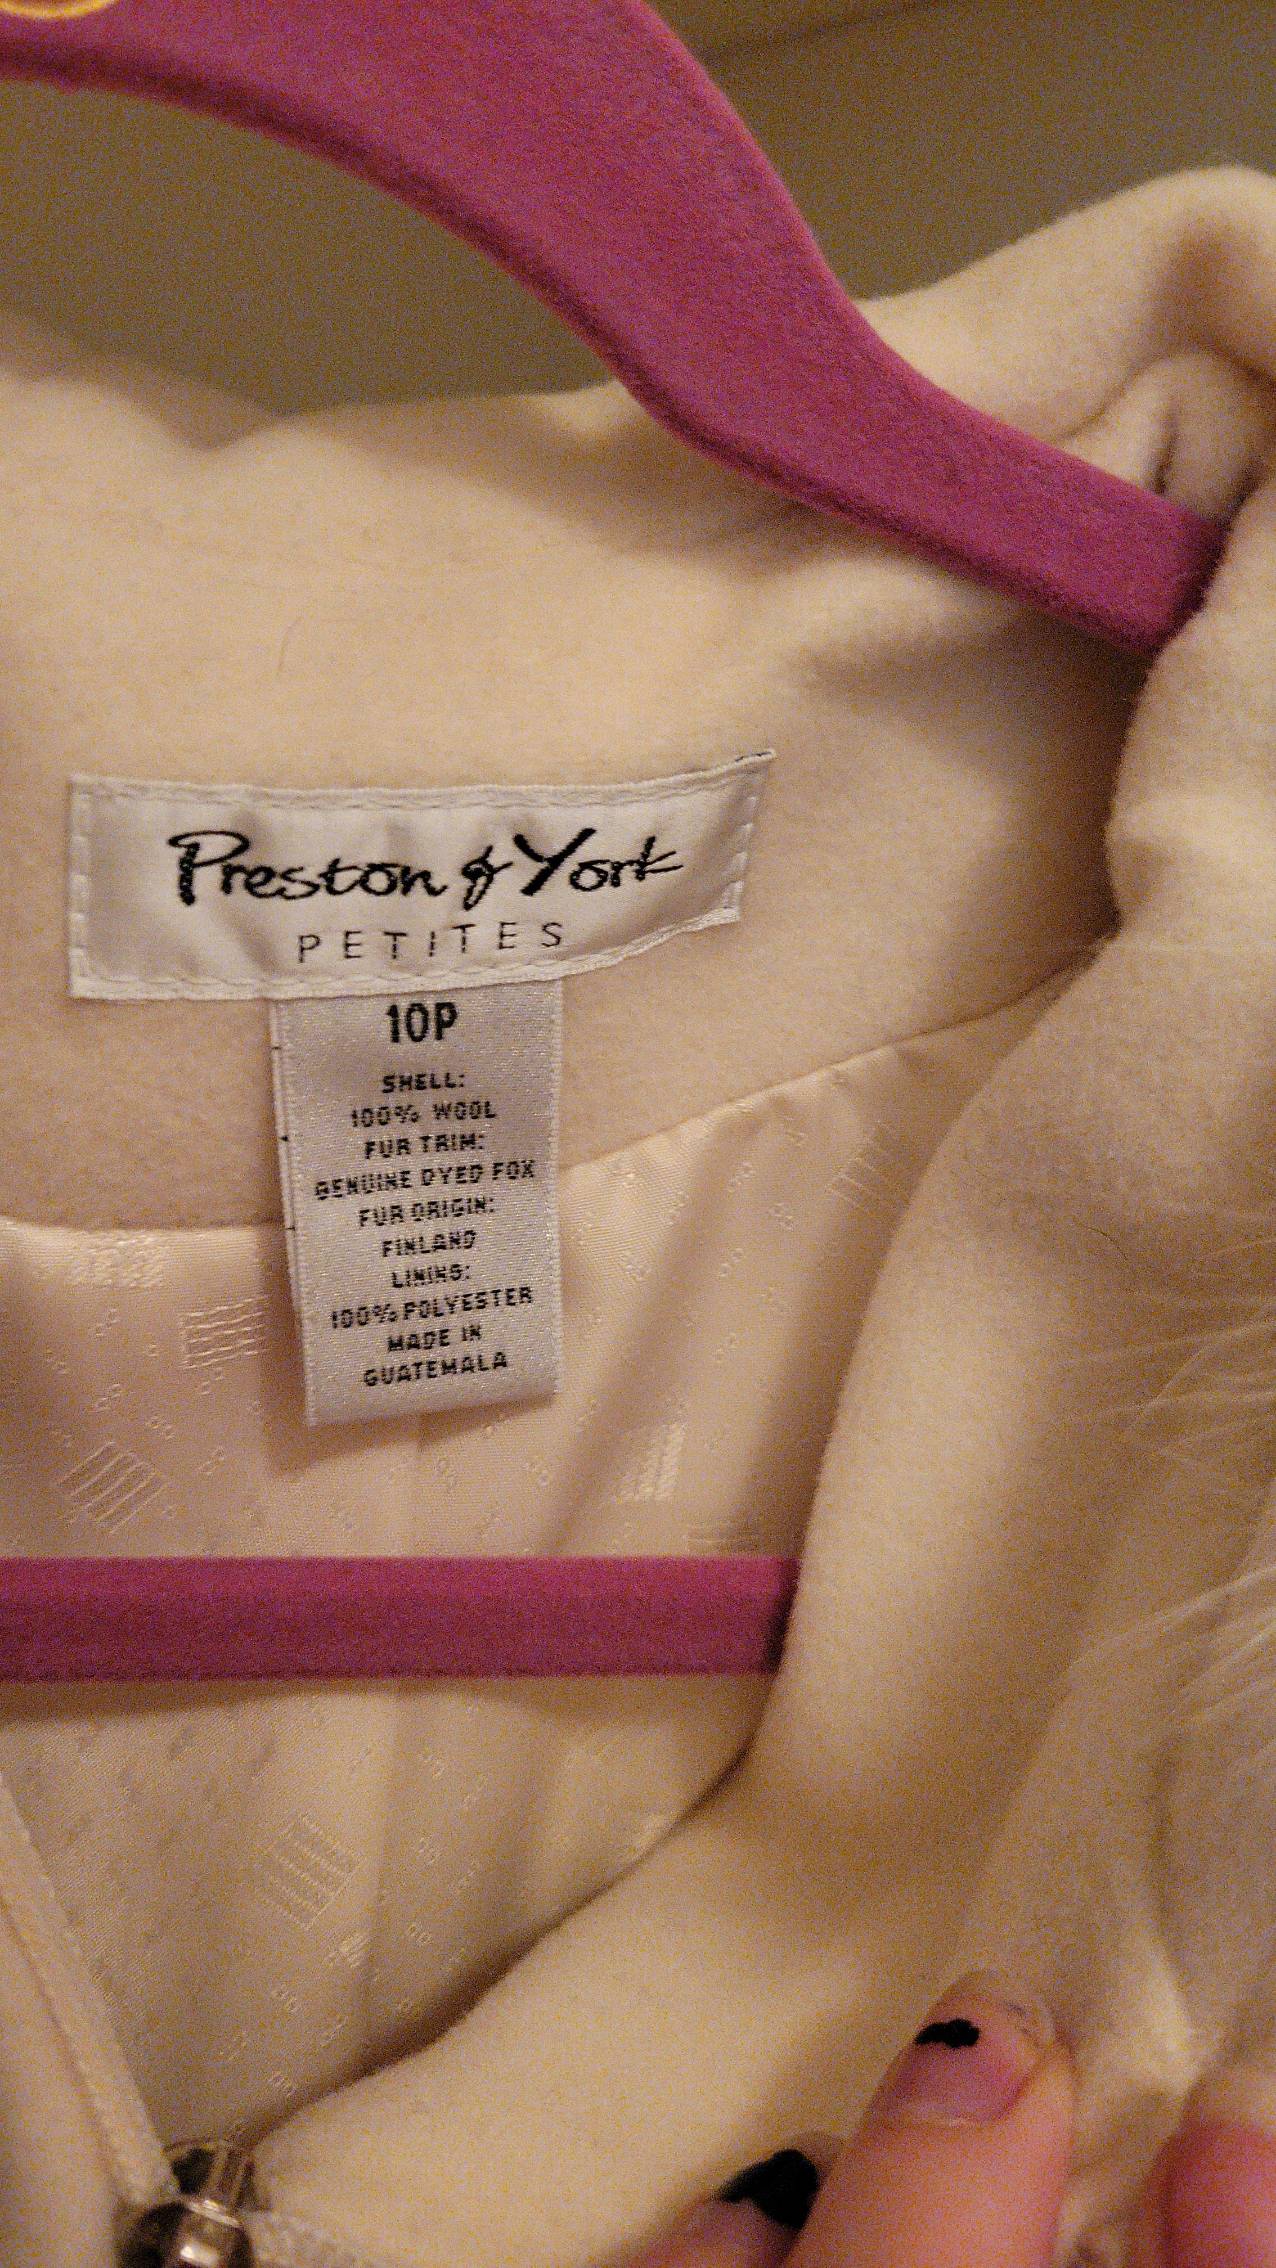 Preston & York
PETITES
10P
SHELL:
100% WOOL
FUR TRIM:
GENUINE DYED FOX
FUR ORIGIN:
FINLAND
LINING:
100% POLYESTER
MADE IN
GUATEMALA